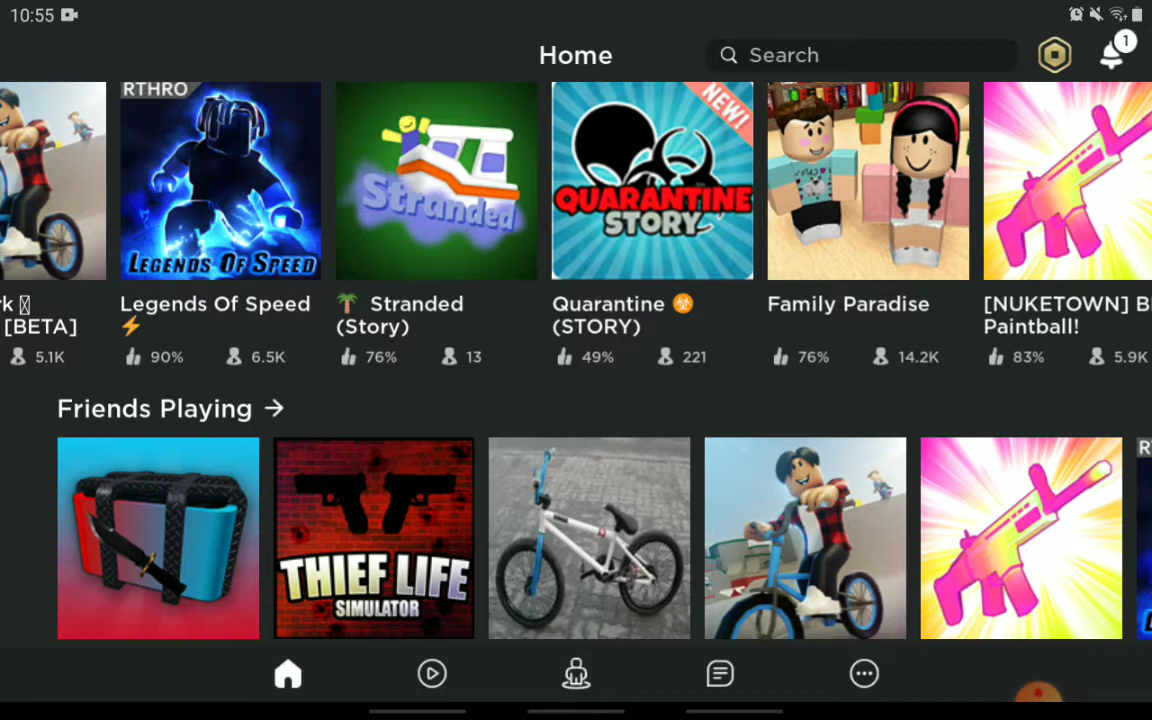 10:55
Home
Search
1
RTHRO
LEGENDS OF SPEED
Stranded
NEW!
QUARANTINE
STORY
rk
[BETA]
5.1K
Legends Of Speed
⚡
90% 6.5K
🌴 Stranded
(Story)
76% 13
Quarantine ☣
(STORY)
49% 221
Family Paradise
76% 14.2K
[NUKETOWN] B
Paintball!
83% 5.9K
Friends Playing →
THIEF LIFE
SIMULATOR
R